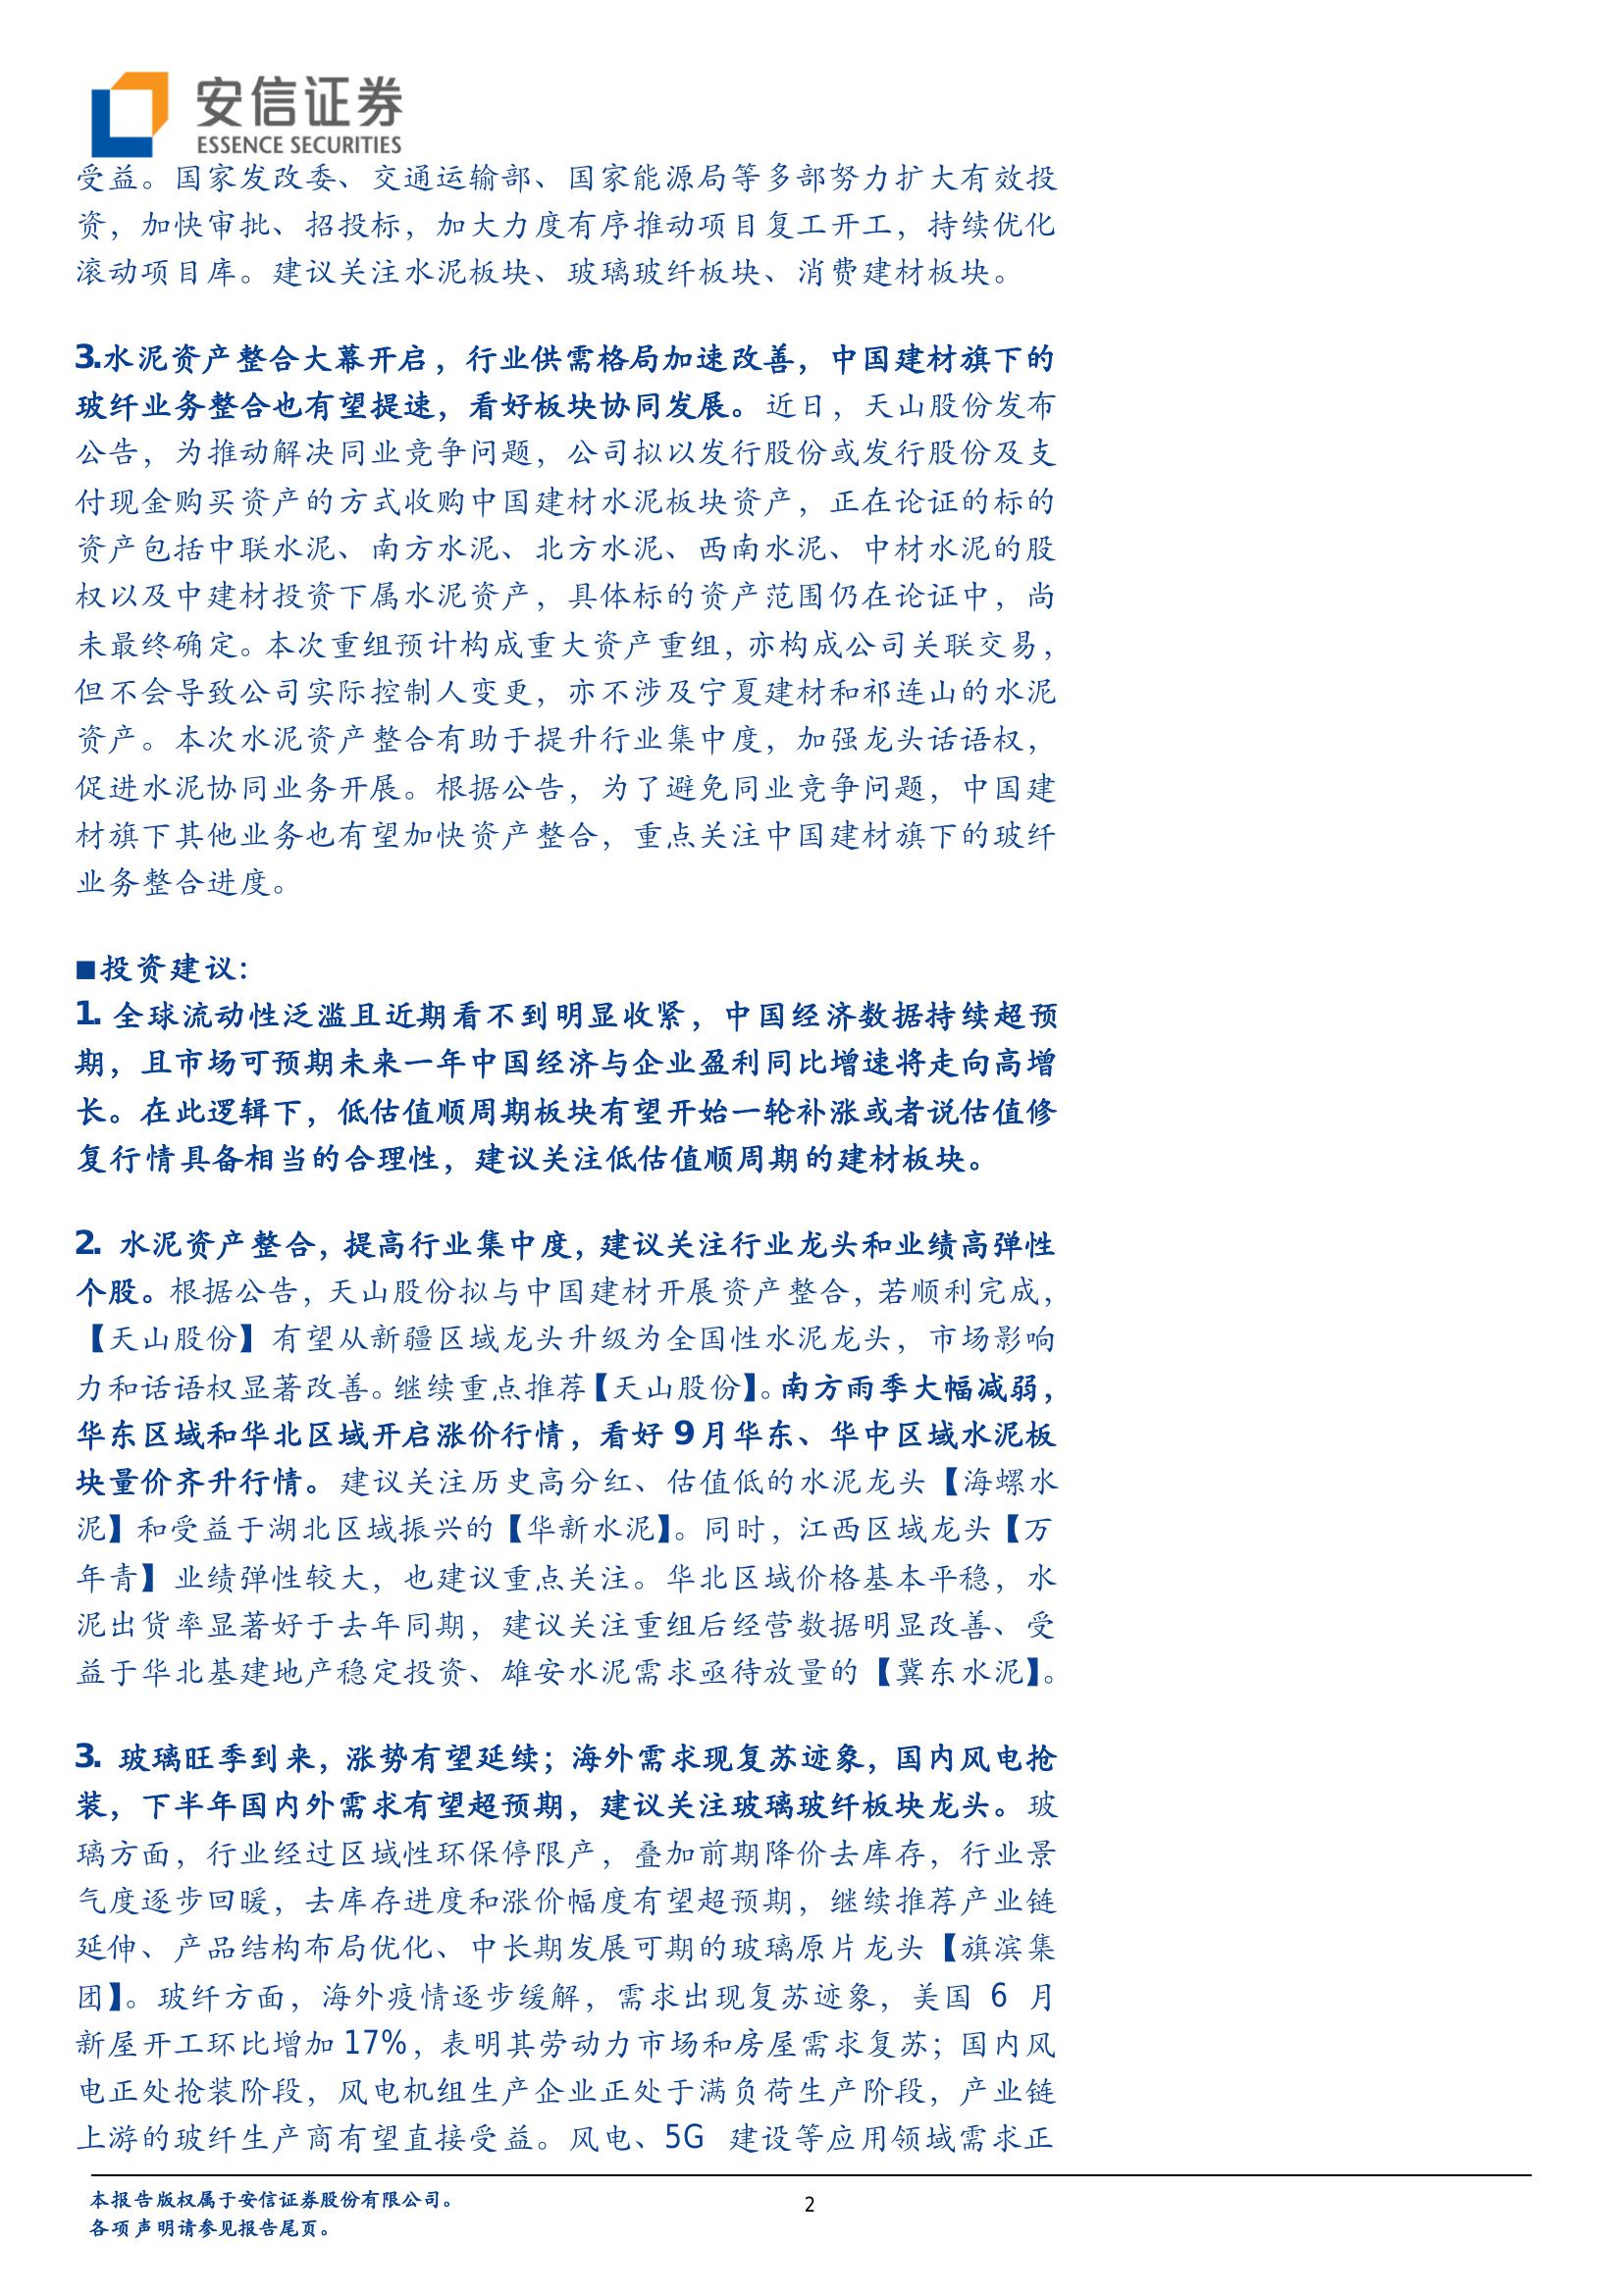 安信证券
ESSENCE SECURITIES
受益。国家发改委、交通运输部、国家能源局等多部努力扩大有效投
资，加快审批、招投标，加大力度有序推动项目复工开工，持续优化
滚动项目库。建议关注水泥板块、玻璃玻纤板块、消费建材板块。
3.水泥资产整合大幕开启，行业供需格局加速改善，中国建材旗下的
玻纤业务整合也有望提速，看好板块协同发展。近日，天山股份发布
公告，为推动解决同业竞争问题，公司拟以发行股份或发行股份及支
付现金购买资产的方式收购中国建材水泥板块资产，正在论证的标的
资产包括中联水泥、南方水泥、北方水泥、西南水泥、中材水泥的股
权以及中建材投资下属水泥资产，具体标的资产范围仍在论证中，尚
未最终确定。本次重组预计构成重大资产重组，亦构成公司关联交易，
但不会导致公司实际控制人变更，亦不涉及宁夏建材和祁连山的水泥
资产。本次水泥资产整合有助于提升行业集中度，加强龙头话语权，
促进水泥协同业务开展。根据公告，为了避免同业竞争问题，中国建
材旗下其他业务也有望加快资产整合，重点关注中国建材旗下的玻纤
业务整合进度。
■投资建议：
1. 全球流动性泛滥且近期看不到明显收紧，中国经济数据持续超预
期，且市场可预期未来一年中国经济与企业盈利同比增速将走向高增
长。在此逻辑下，低估值顺周期板块有望开始一轮补涨或者说估值修
复行情具备相当的合理性，建议关注低估值顺周期的建材板块。
2. 水泥资产整合，提高行业集中度，建议关注行业龙头和业绩高弹性
个股。根据公告，天山股份拟与中国建材开展资产整合，若顺利完成，
【天山股份】有望从新疆区域龙头升级为全国性水泥龙头，市场影响
力和话语权显著改善。继续重点推荐【天山股份】。南方雨季大幅减弱，
华东区域和华北区域开启涨价行情，看好 9 月华东、华中区域水泥板
块量价齐升行情。建议关注历史高分红、估值低的水泥龙头【海螺水
泥】和受益于湖北区域振兴的【华新水泥】。同时，江西区域龙头【万
年青】业绩弹性较大，也建议重点关注。华北区域价格基本平稳，水
泥出货率显著好于去年同期，建议关注重组后经营数据明显改善、受
益于华北基建地产稳定投资、雄安水泥需求亟待放量的【冀东水泥】。
3. 玻璃旺季到来，涨势有望延续；海外需求现复苏迹象，国内风电抢
装，下半年国内外需求有望超预期，建议关注玻璃玻纤板块龙头。玻
璃方面，行业经过区域性环保停限产，叠加前期降价去库存，行业景
气度逐步回暖，去库存进度和涨价幅度有望超预期，继续推荐产业链
延伸、产品结构布局优化、中长期发展可期的玻璃原片龙头【旗滨集
团】。玻纤方面，海外疫情逐步缓解，需求出现复苏迹象，美国 6 月
新屋开工环比增加 17%，表明其劳动力市场和房屋需求复苏；国内风
电正处抢装阶段，风电机组生产企业正处于满负荷生产阶段，产业链
上游的玻纤生产商有望直接受益。风电、5G 建设等应用领域需求正
本报告版权属于安信证券股份有限公司。
2
各项声明请参见报告尾页。